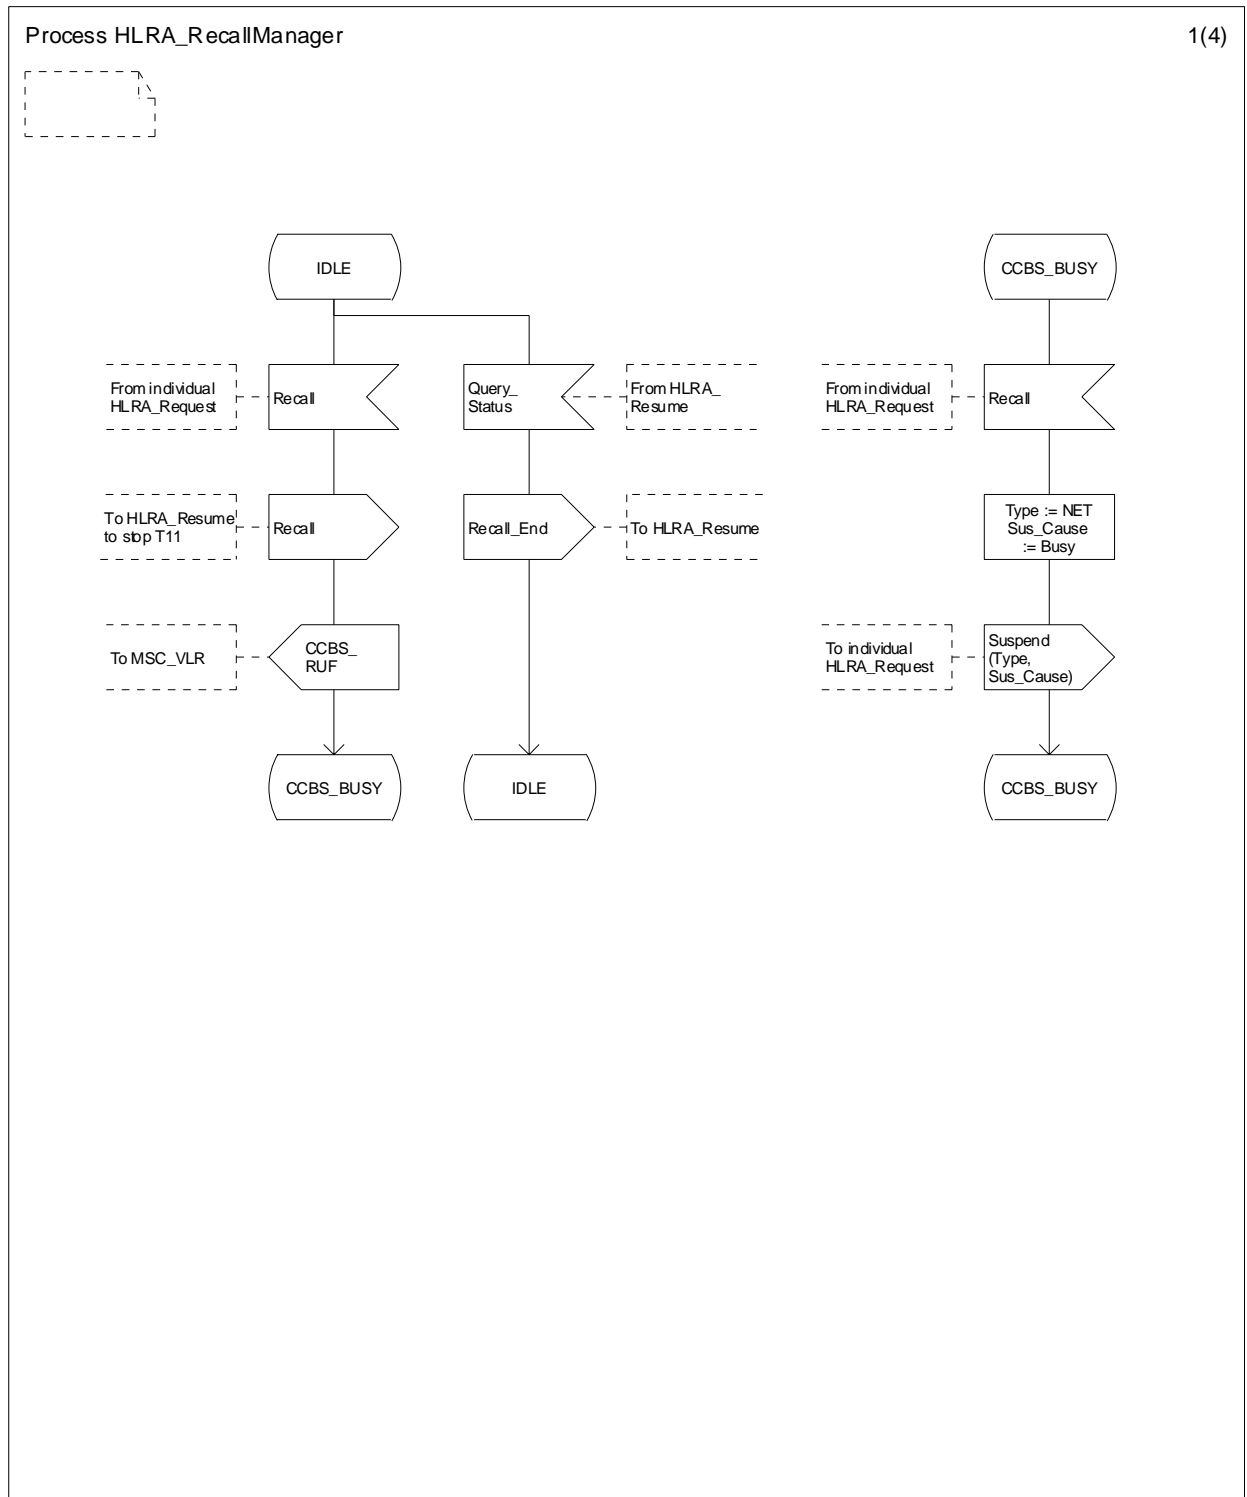 Process HLRA_RecallManager
1(4)
IDLE
CCBS_BUSY
From individual
HLRA_Request
Recall
Query_
Status
From HLRA_
Resume
From individual
HLRA_Request
Recall
To HLRA_Resume
to stop T11
Recall
Recall_End
To HLRA_Resume
Type := NET
Sus_Cause
:= Busy
To MSC_VLR
CCBS_
RUF
To individual
HLRA_Request
Suspend
(Type,
Sus_Cause)
CCBS_BUSY
IDLE
CCBS_BUSY